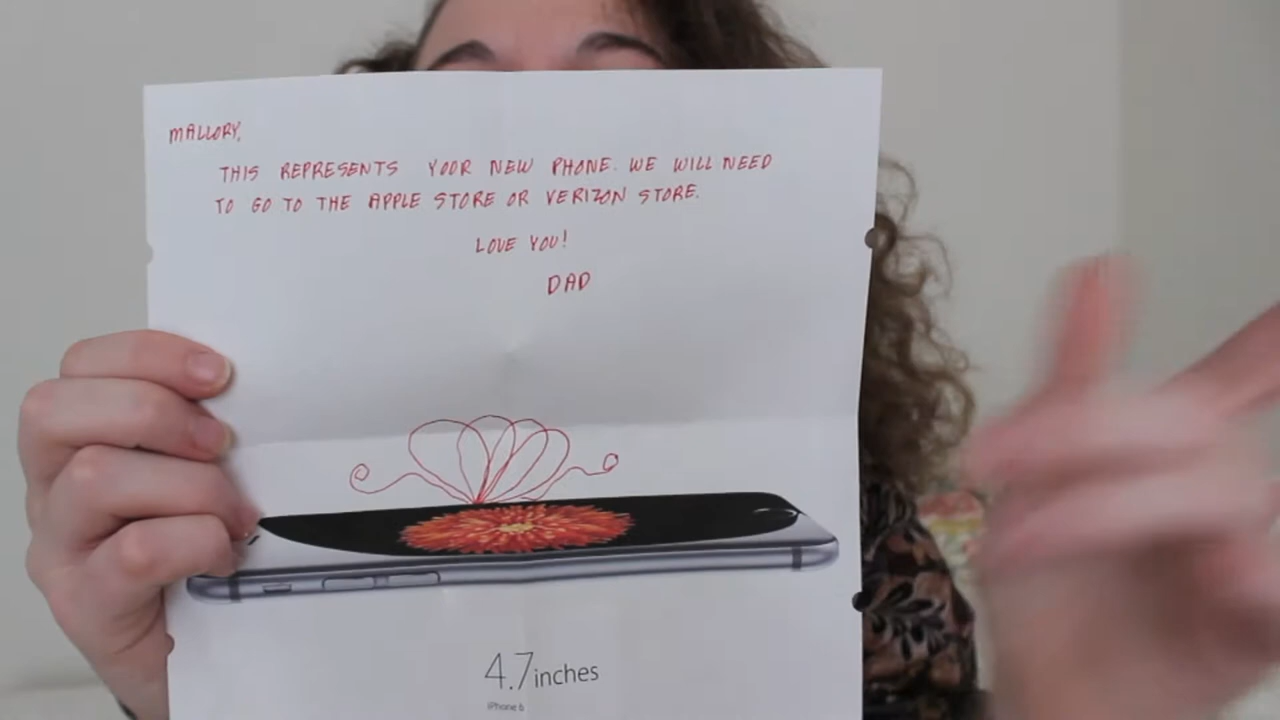 MALLORY,
THIS REPRESENTS YOUR NEW PHONE. WE WILL NEED
TO GO TO THE APPLE STORE OR VERIZON STORE.
LOVE YOU!
DAD
4.7inches
iPhone 6